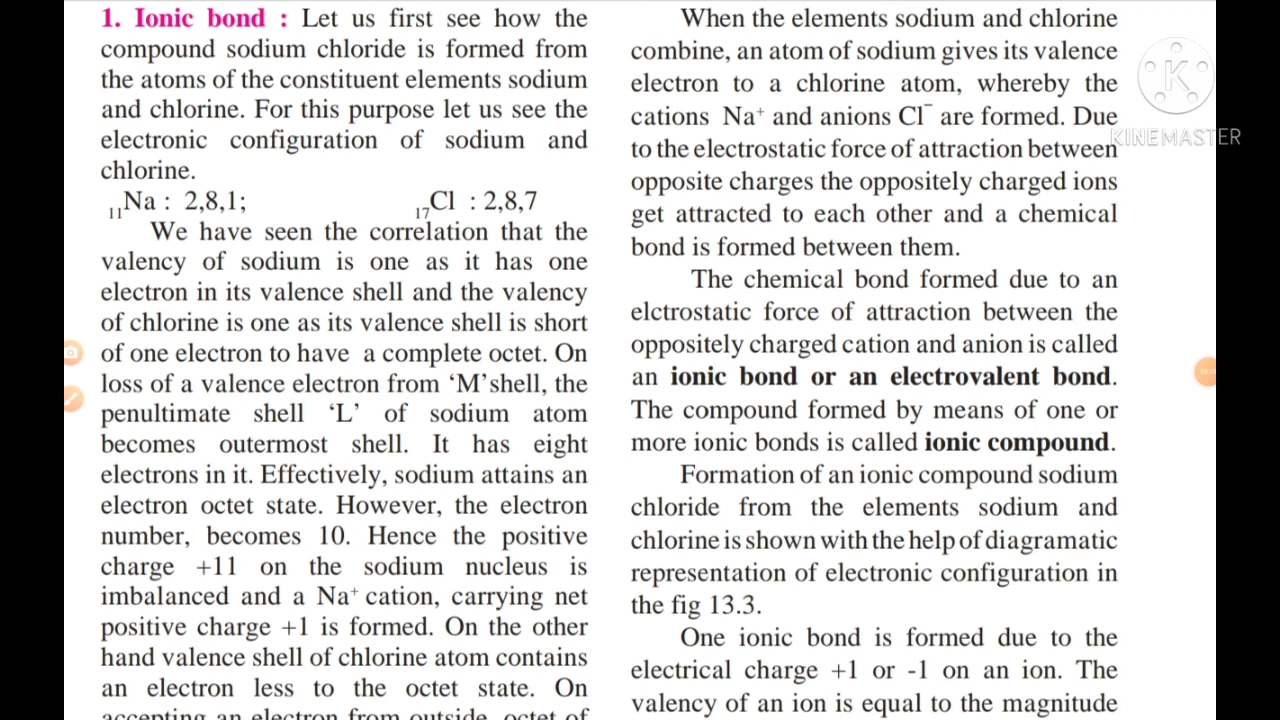 1. Ionic bond : Let us first see how the
compound sodium chloride is formed from
the atoms of the constituent elements sodium
and chlorine. For this purpose let us see the
electronic configuration of sodium and
chlorine.
₁₁Na : 2,8,1; ₁₇Cl : 2,8,7
We have seen the correlation that the
valency of sodium is one as it has one
electron in its valence shell and the valency
of chlorine is one as its valence shell is short
of one electron to have a complete octet. On
loss of a valence electron from ‘M’shell, the
penultimate shell ‘L’ of sodium atom
becomes outermost shell. It has eight
electrons in it. Effectively, sodium attains an
electron octet state. However, the electron
number, becomes 10. Hence the positive
charge +11 on the sodium nucleus is
imbalanced and a Na⁺ cation, carrying net
positive charge +1 is formed. On the other
hand valence shell of chlorine atom contains
an electron less to the octet state. On
accepting an electron from outside, octet of
When the elements sodium and chlorine
combine, an atom of sodium gives its valence
electron to a chlorine atom, whereby the
cations Na⁺ and anions Cl⁻ are formed. Due
to the electrostatic force of attraction between
opposite charges the oppositely charged ions
get attracted to each other and a chemical
bond is formed between them.
The chemical bond formed due to an
elctrostatic force of attraction between the
oppositely charged cation and anion is called
an ionic bond or an electrovalent bond.
The compound formed by means of one or
more ionic bonds is called ionic compound.
Formation of an ionic compound sodium
chloride from the elements sodium and
chlorine is shown with the help of diagramatic
representation of electronic configuration in
the fig 13.3.
One ionic bond is formed due to the
electrical charge +1 or -1 on an ion. The
valency of an ion is equal to the magnitude
K
KINEMASTER